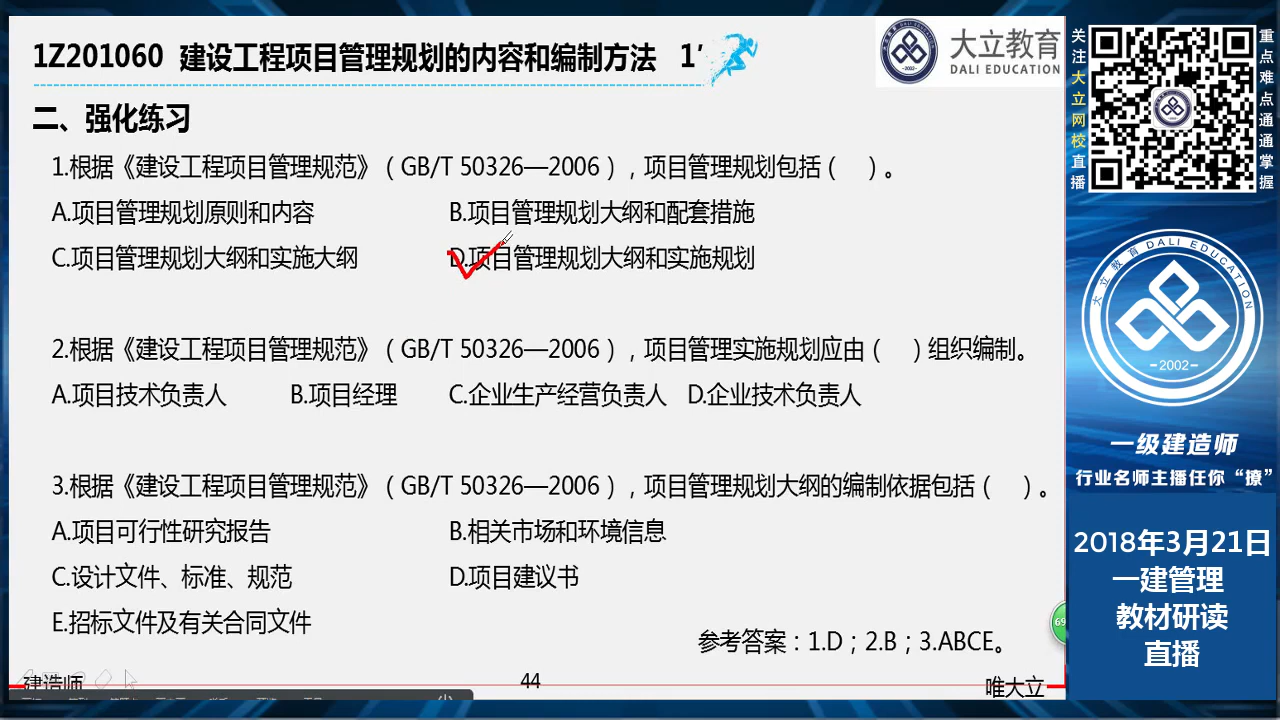 1Z201060 建设工程项目管理规划的内容和编制方法 1′
大立教育
DALI EDUCATION
二、强化练习
1.根据《建设工程项目管理规范》（GB/T 50326—2006），项目管理规划包括（ ）。
A.项目管理规划原则和内容 B.项目管理规划大纲和配套措施
C.项目管理规划大纲和实施大纲 D.项目管理规划大纲和实施规划
2.根据《建设工程项目管理规范》（GB/T 50326—2006），项目管理实施规划应由（ ）组织编制。
A.项目技术负责人 B.项目经理 C.企业生产经营负责人 D.企业技术负责人
3.根据《建设工程项目管理规范》（GB/T 50326—2006），项目管理规划大纲的编制依据包括（ ）。
A.项目可行性研究报告 B.相关市场和环境信息
C.设计文件、标准、规范 D.项目建议书
E.招标文件及有关合同文件
参考答案：1.D；2.B；3.ABCE。
建造师 44 唯大立
关注大立网校直播
重点难点通通掌握
大立教育 DALI EDUCATION
2002
一级建造师
行业名师主播任你“撩”
2018年3月21日
一建管理
教材研读
直播